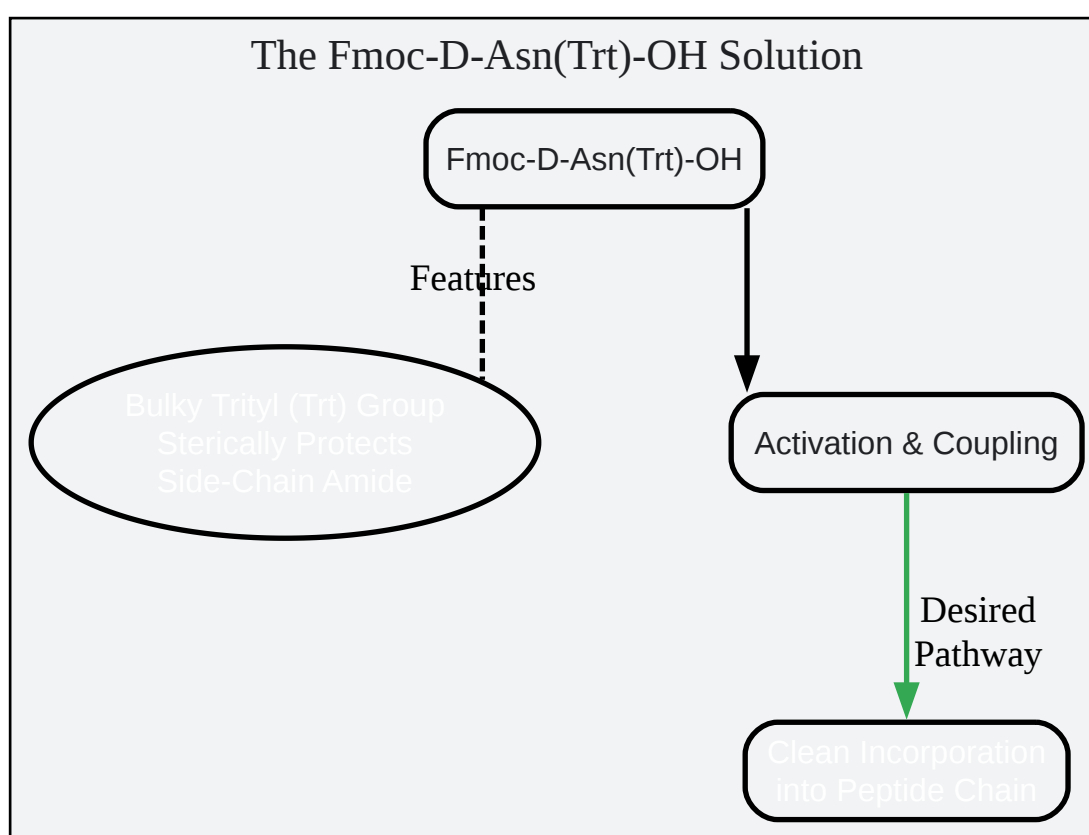 The Fmoc-D-Asn(Trt)-OH Solution
Fmoc-D-Asn(Trt)-OH
Features
Bulky Trityl (Trt) Group
Sterically Protects
Side-Chain Amide
Activation & Coupling
Desired
Pathway
Clean Incorporation
into Peptide Chain